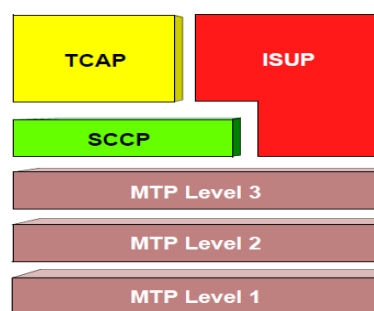 TCAP
ISUP
SCCP
MTP Level 3
MTP Level 2
MTP Level 1